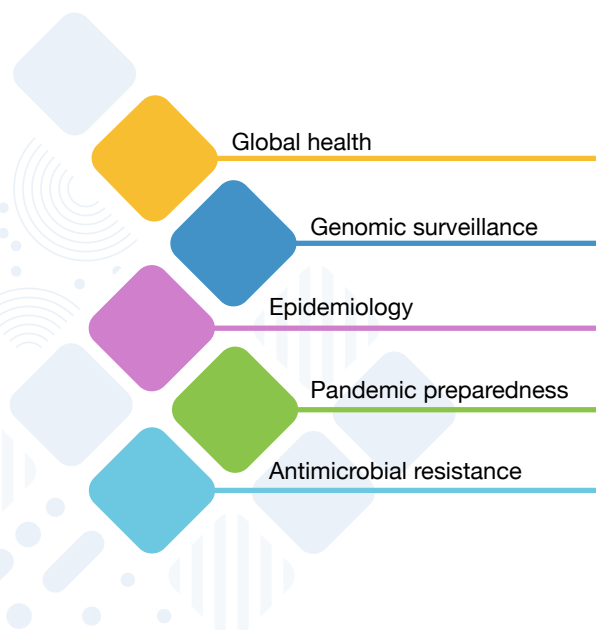 Global health
Genomic surveillance
Epidemiology
Pandemic preparedness
Antimicrobial resistance